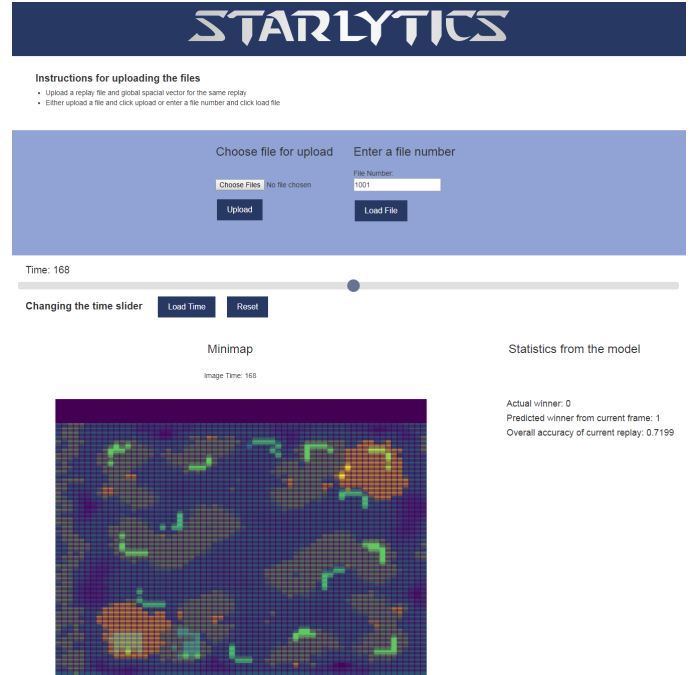 STARLYTICS
Instructions for uploading the files
• Upload a replay file and global spacial vector for the same replay
• Either upload a file and click upload or enter a file number and click load file
Choose file for upload
Enter a file number
File Number:
Choose Files No file chosen
1001
Upload
Load File
Time: 168
Changing the time slider
Load Time
Reset
Minimap
Statistics from the model
Image Time: 168
Actual winner: 0
Predicted winner from current frame: 1
Overall accuracy of current replay: 0.7199